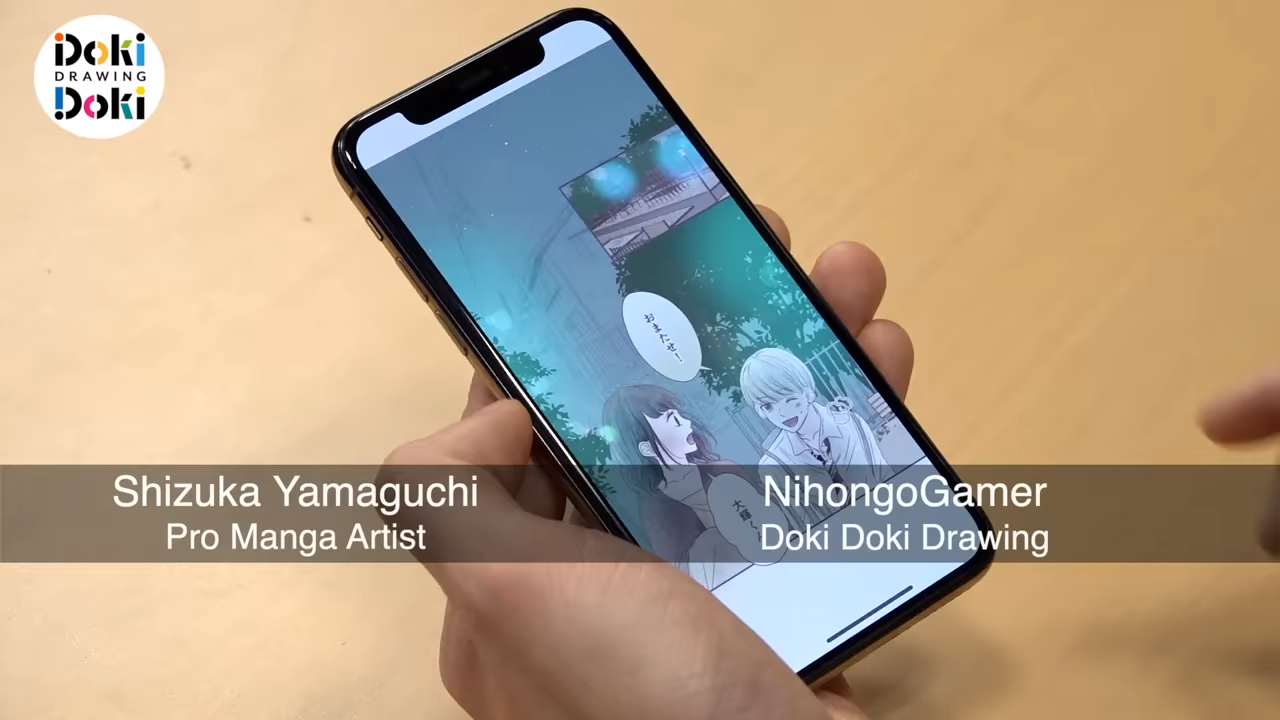 Doki
DRAWING
Doki
おまたせ!
大輝くん
Shizuka Yamaguchi
Pro Manga Artist
NihongoGamer
Doki Doki Drawing